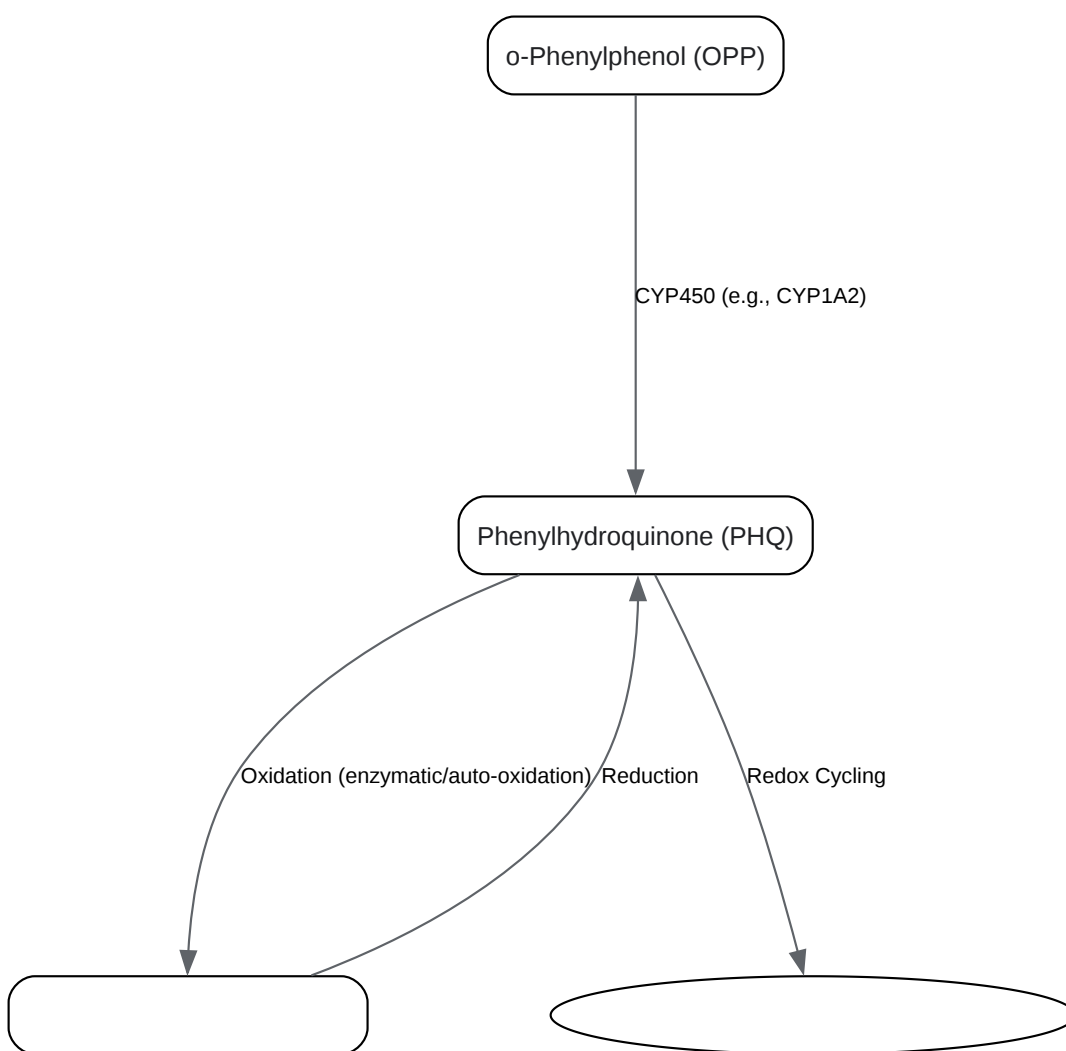 o-Phenylphenol (OPP)
CYP450 (e.g., CYP1A2)
Phenylhydroquinone (PHQ)
Oxidation (enzymatic/auto-oxidation)
Reduction
Redox Cycling